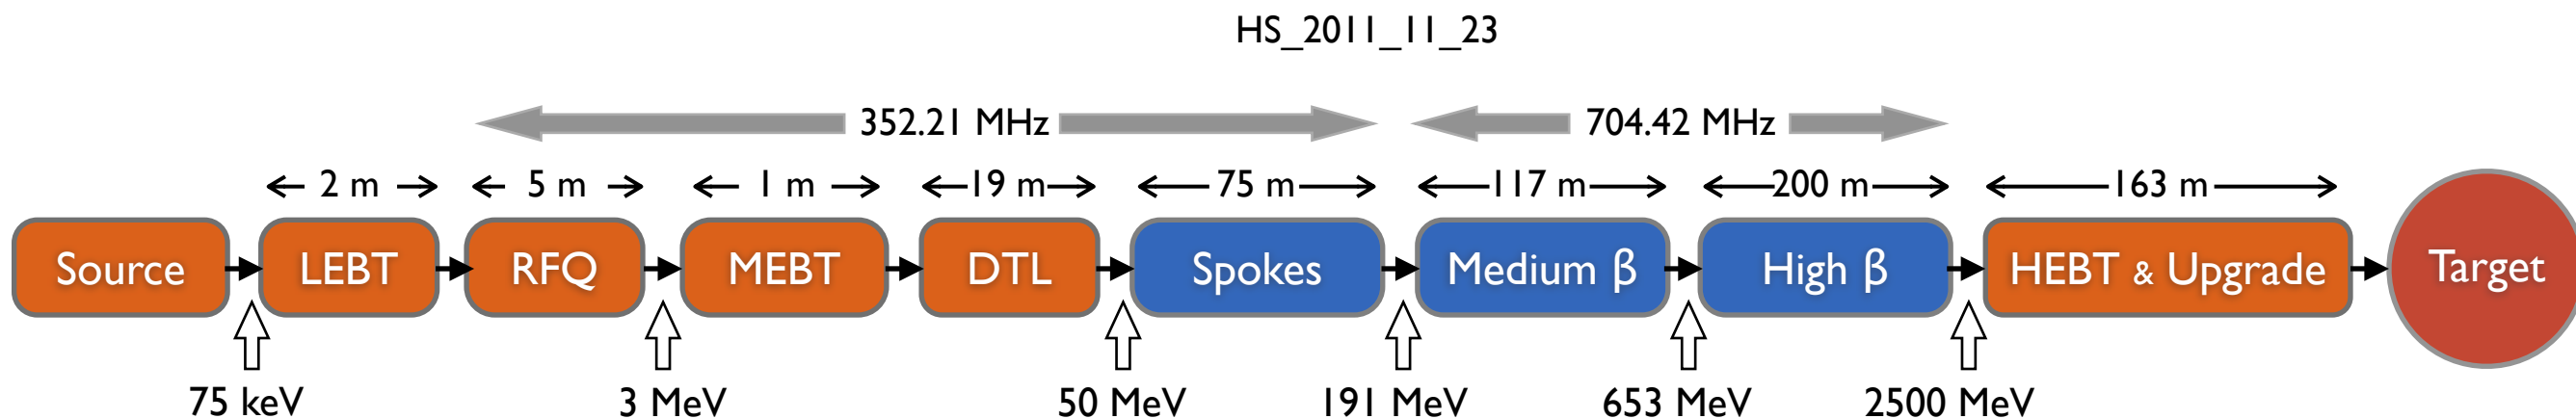 HS_2011_11_23
352.21 MHz 704.42 MHz
2 m 5 m 1 m 19 m 75 m 117 m 200 m 163 m
Source LEBT RFQ MEBT DTL Spokes Medium β High β HEBT & Upgrade Target
75 keV 3 MeV 50 MeV 191 MeV 653 MeV 2500 MeV